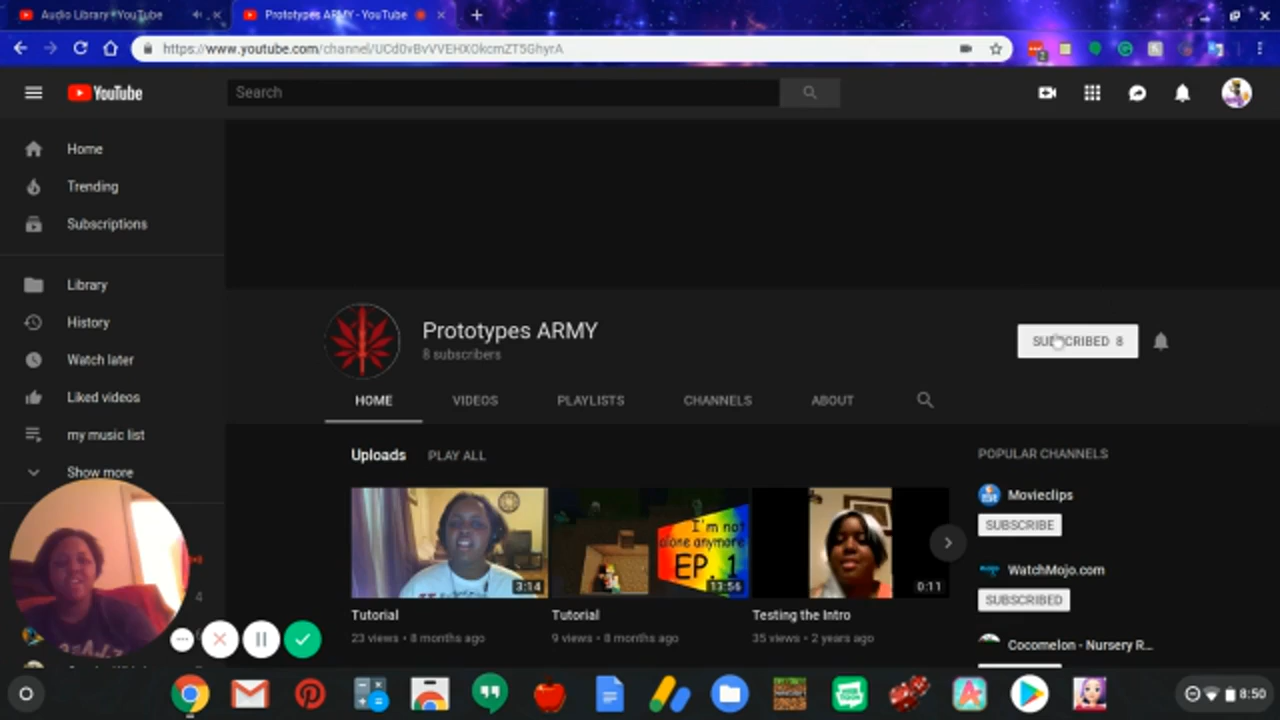 Audio Library - YouTube
Prototypes ARMY - YouTube
https://www.youtube.com/channel/UCd0vBvVVEHXOkcmZT5GhyrA
YouTube
Search
Home
Trending
Subscriptions
Library
History
Watch later
Liked videos
my music list
Show more
4
Prototypes ARMY
8 subscribers
SUBSCRIBED 8
HOME
VIDEOS
PLAYLISTS
CHANNELS
ABOUT
Uploads
PLAY ALL
3:14
I'm not
alone anymore
EP. 1
13:56
0:11
Tutorial
23 views • 8 months ago
Tutorial
9 views • 8 months ago
Testing the Intro
35 views • 2 years ago
POPULAR CHANNELS
Movieclips
SUBSCRIBE
WatchMojo.com
SUBSCRIBED
Cocomelon - Nursery R...
8:50